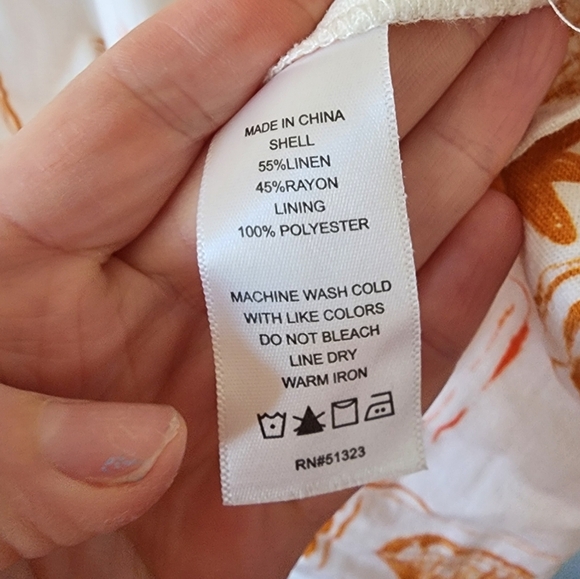 MADE IN CHINA
SHELL
55%LINEN
45%RAYON
LINING
100% POLYESTER
MACHINE WASH COLD
WITH LIKE COLORS
DO NOT BLEACH
LINE DRY
WARM IRON
RN#51323